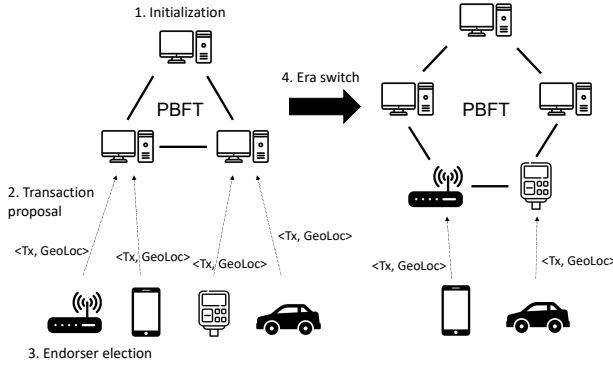 1. Initialization
PBFT
4. Era switch
PBFT
2. Transaction
proposal
<Tx, GeoLoc>
<Tx, GeoLoc>
<Tx, GeoLoc>
<Tx, GeoLoc>
<Tx, GeoLoc>
<Tx, GeoLoc>
3. Endorser election